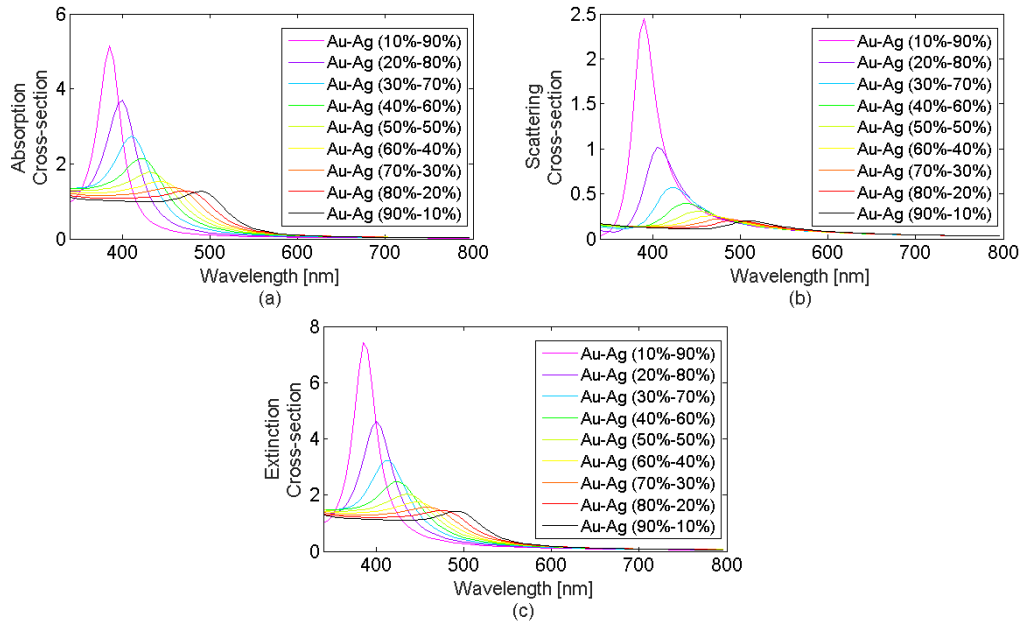 6
4
2
0
400
500
600
700
800
Absorption
Cross-section
Wavelength [nm]
Au-Ag (10%-90%)
Au-Ag (20%-80%)
Au-Ag (30%-70%)
Au-Ag (40%-60%)
Au-Ag (50%-50%)
Au-Ag (60%-40%)
Au-Ag (70%-30%)
Au-Ag (80%-20%)
Au-Ag (90%-10%)
(a)
2.5
2
1.5
1
0.5
0
400
500
600
700
800
Scattering
Cross-section
Wavelength [nm]
Au-Ag (10%-90%)
Au-Ag (20%-80%)
Au-Ag (30%-70%)
Au-Ag (40%-60%)
Au-Ag (50%-50%)
Au-Ag (60%-40%)
Au-Ag (70%-30%)
Au-Ag (80%-20%)
Au-Ag (90%-10%)
(b)
8
6
4
2
0
400
500
600
700
800
Extinction
Cross-section
Wavelength [nm]
Au-Ag (10%-90%)
Au-Ag (20%-80%)
Au-Ag (30%-70%)
Au-Ag (40%-60%)
Au-Ag (50%-50%)
Au-Ag (60%-40%)
Au-Ag (70%-30%)
Au-Ag (80%-20%)
Au-Ag (90%-10%)
(c)